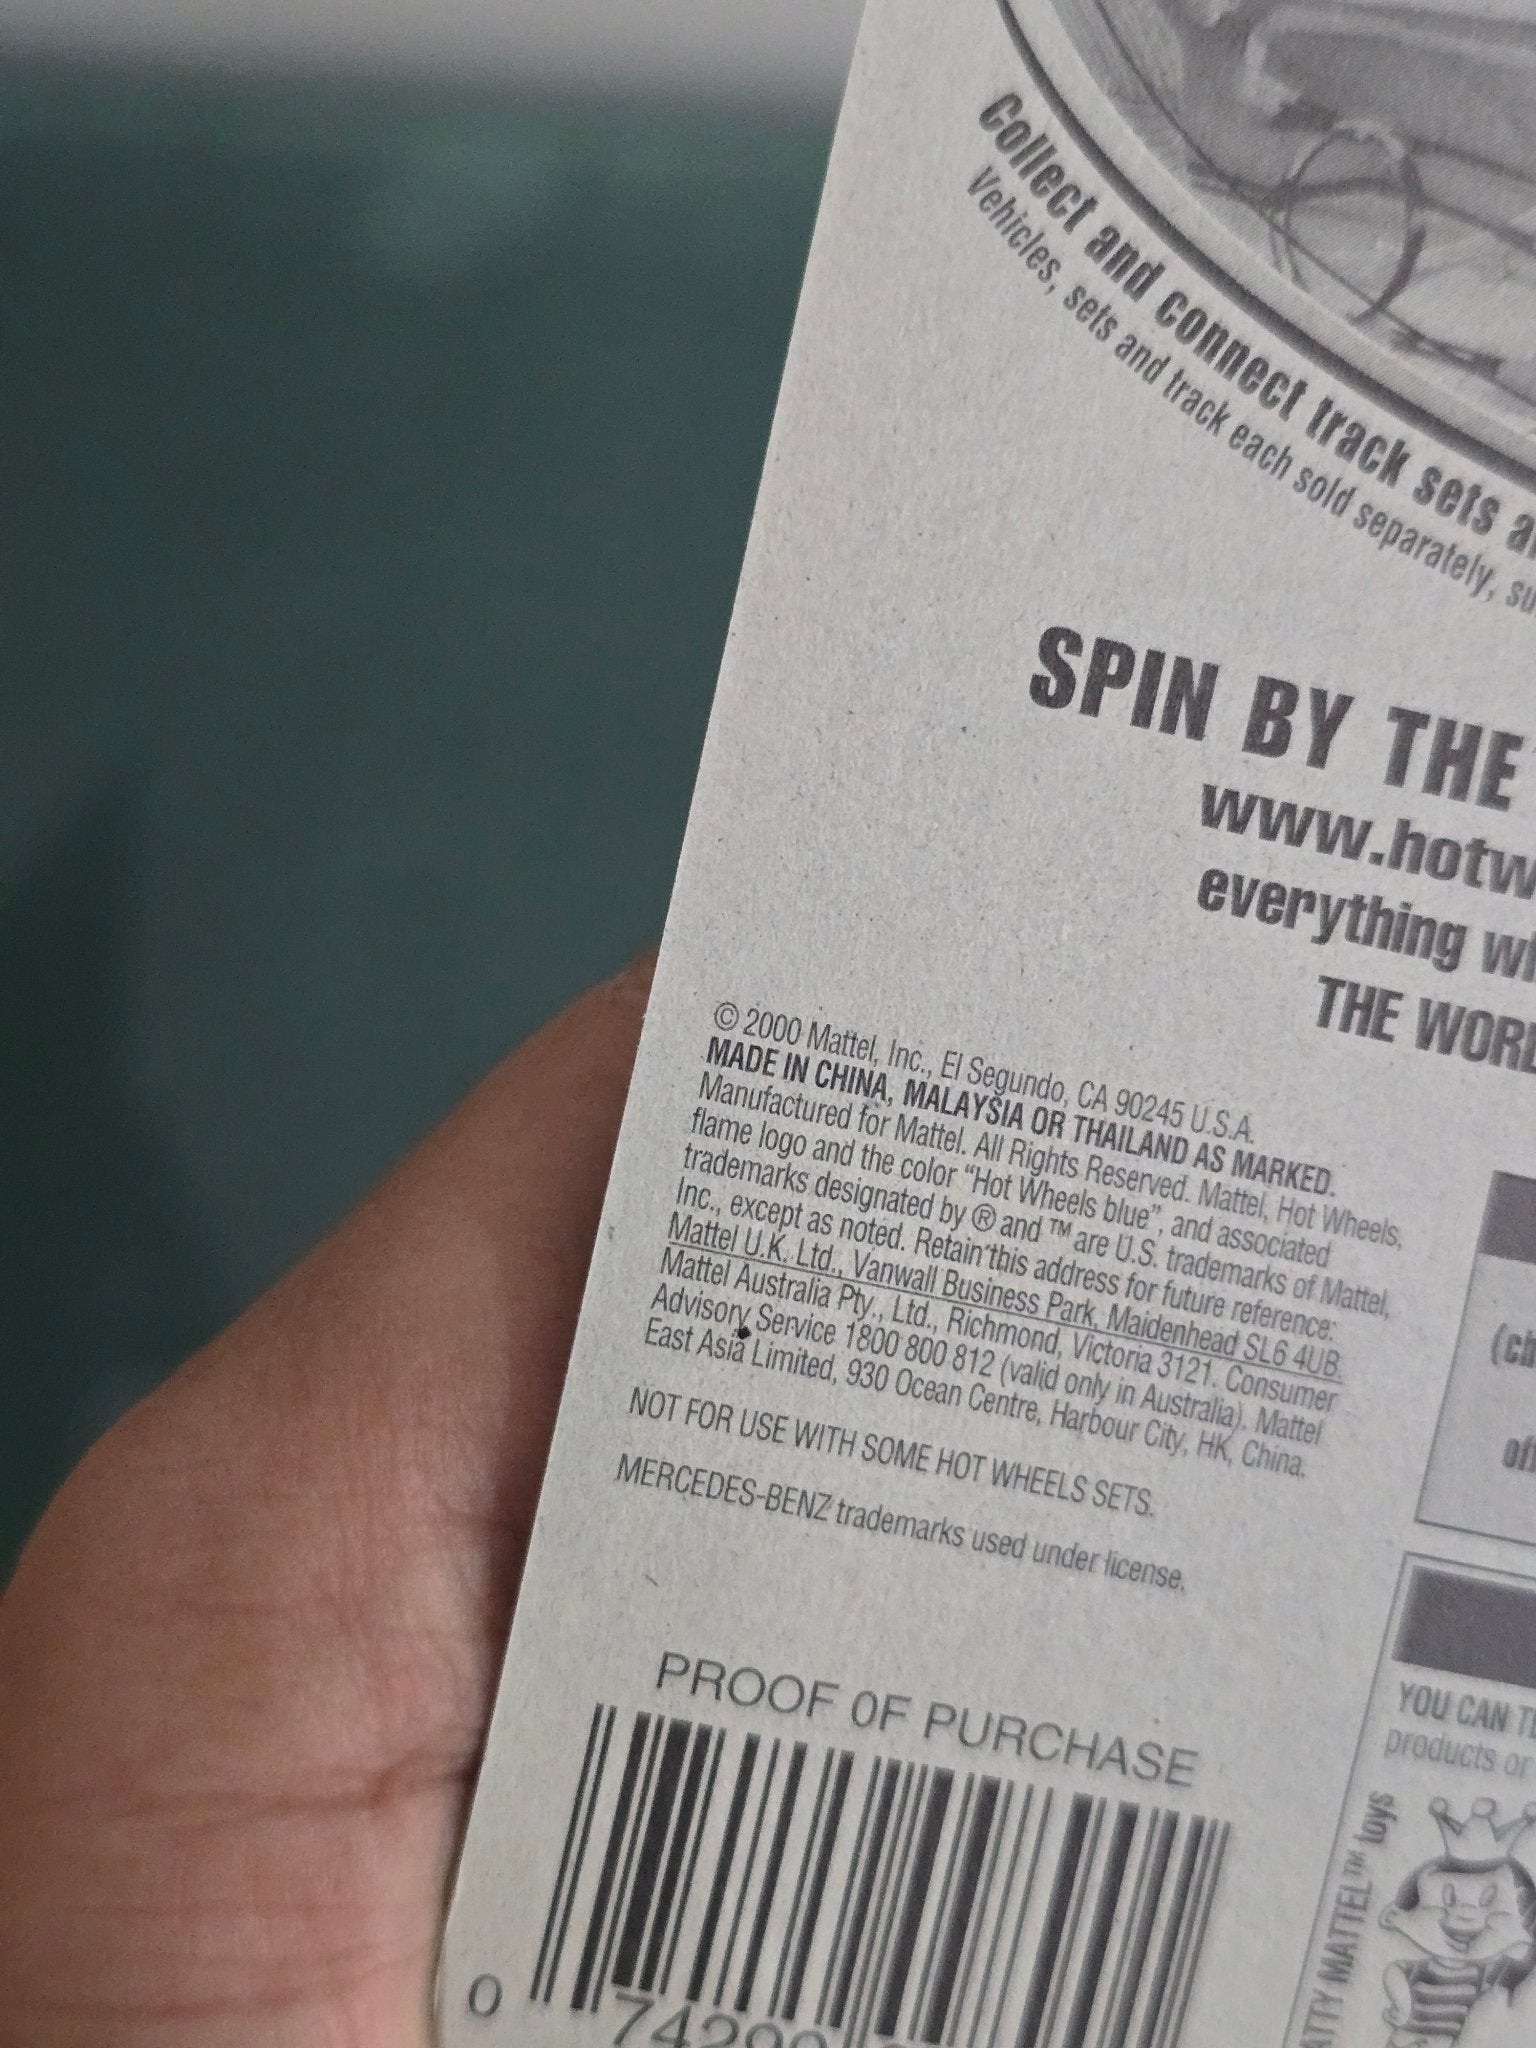 Collect and connect track sets
Vehicles, sets and track each sold separately,
SPIN BY THE
www.hotw
everything
THE
© 2000 Mattel, Inc., El Segundo, CA 90245 U.S.A.
MADE IN CHINA, MALAYSIA OR THAILAND AS MARKED.
Manufactured for Mattel. All Rights Reserved. Mattel, Hot Wheels,
flame logo and the color "Hot Wheels blue", and associated
trademarks designated by ® and ™ are U.S. trademarks of Mattel,
Inc., except as noted. Retain this address for future reference:
Mattel U.K. Ltd., Vanwall Business Park, Maidenhead SL6 4UB.
Mattel Australia Pty., Ltd., Richmond, Victoria 3121. Consumer
Advisory Service 1800 800 812 (valid only in Australia). Mattel
East Asia Limited, 930 Ocean Centre, Harbour City, HK, China.
NOT FOR USE WITH SOME HOT WHEELS SETS.
MERCEDES-BENZ trademarks used under license.
PROOF OF PURCHASE
0 74299
YOU CAN
products or
MATTY MATTEL™ toys